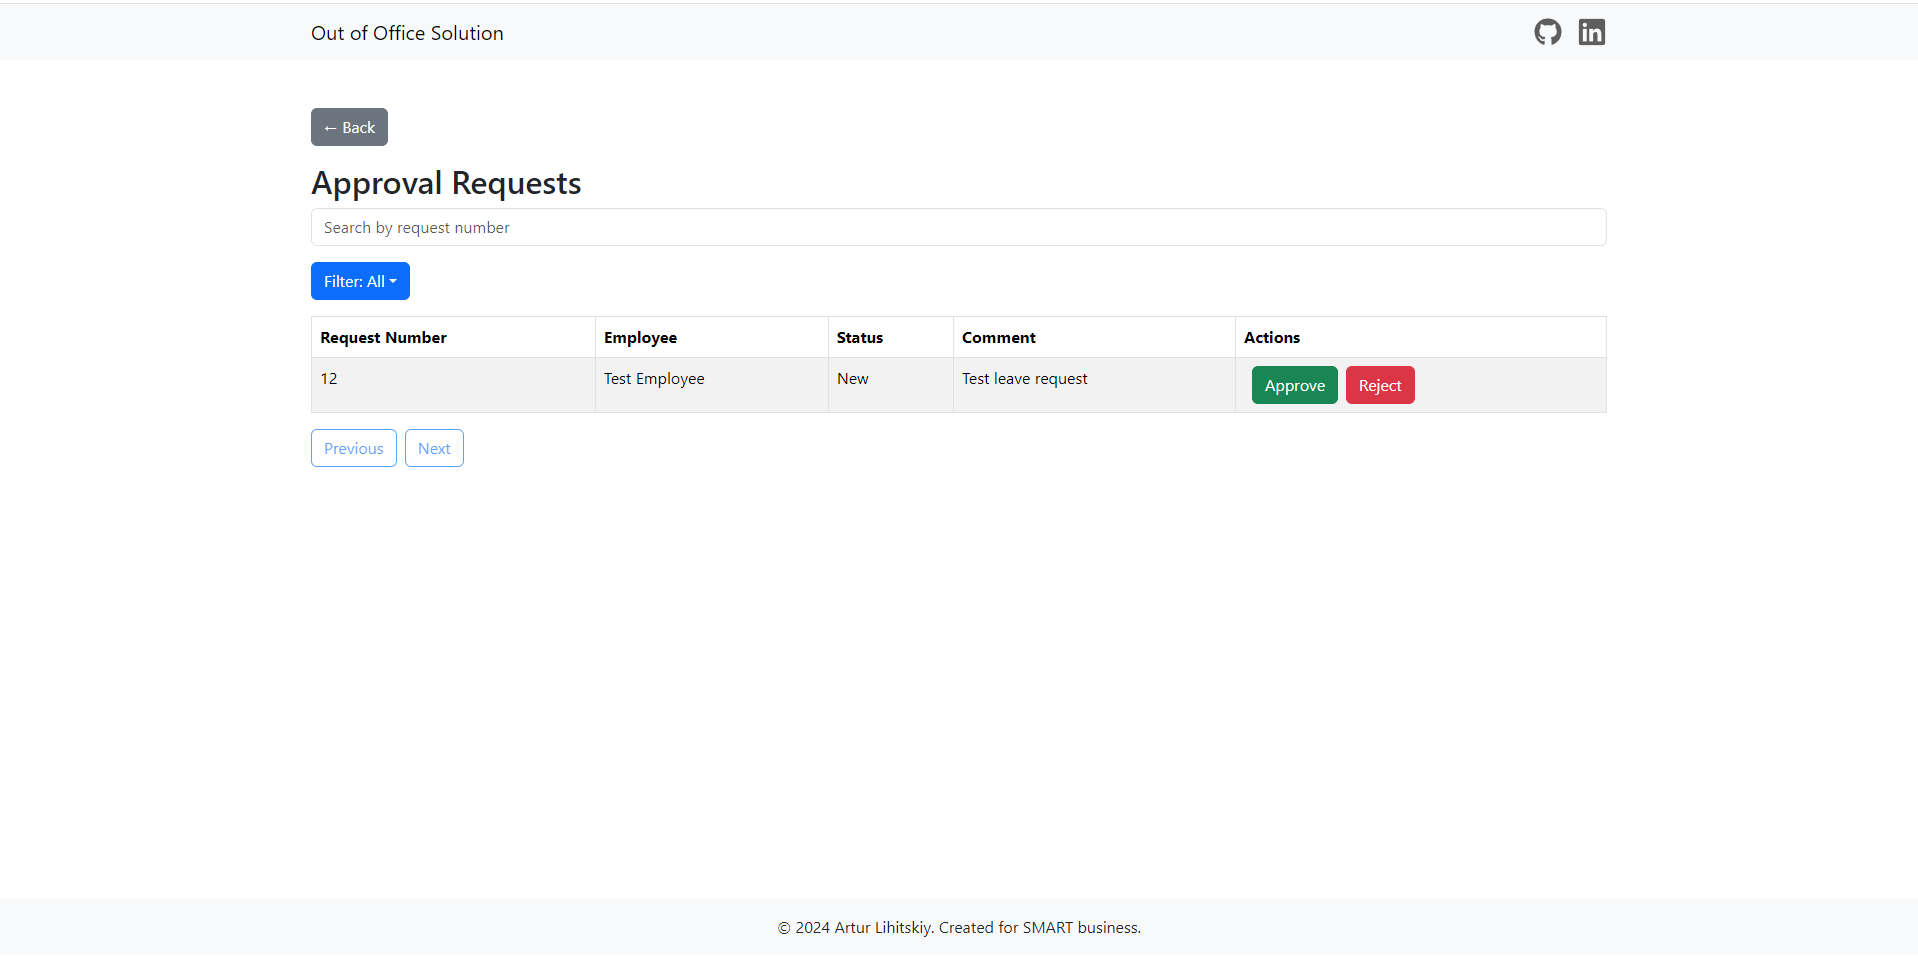 Out of Office Solution
← Back
Approval Requests
Search by request number
Filter: All
Request Number Employee Status Comment Actions
12 Test Employee New Test leave request Approve Reject
Previous Next
© 2024 Artur Lihitskiy. Created for SMART business.